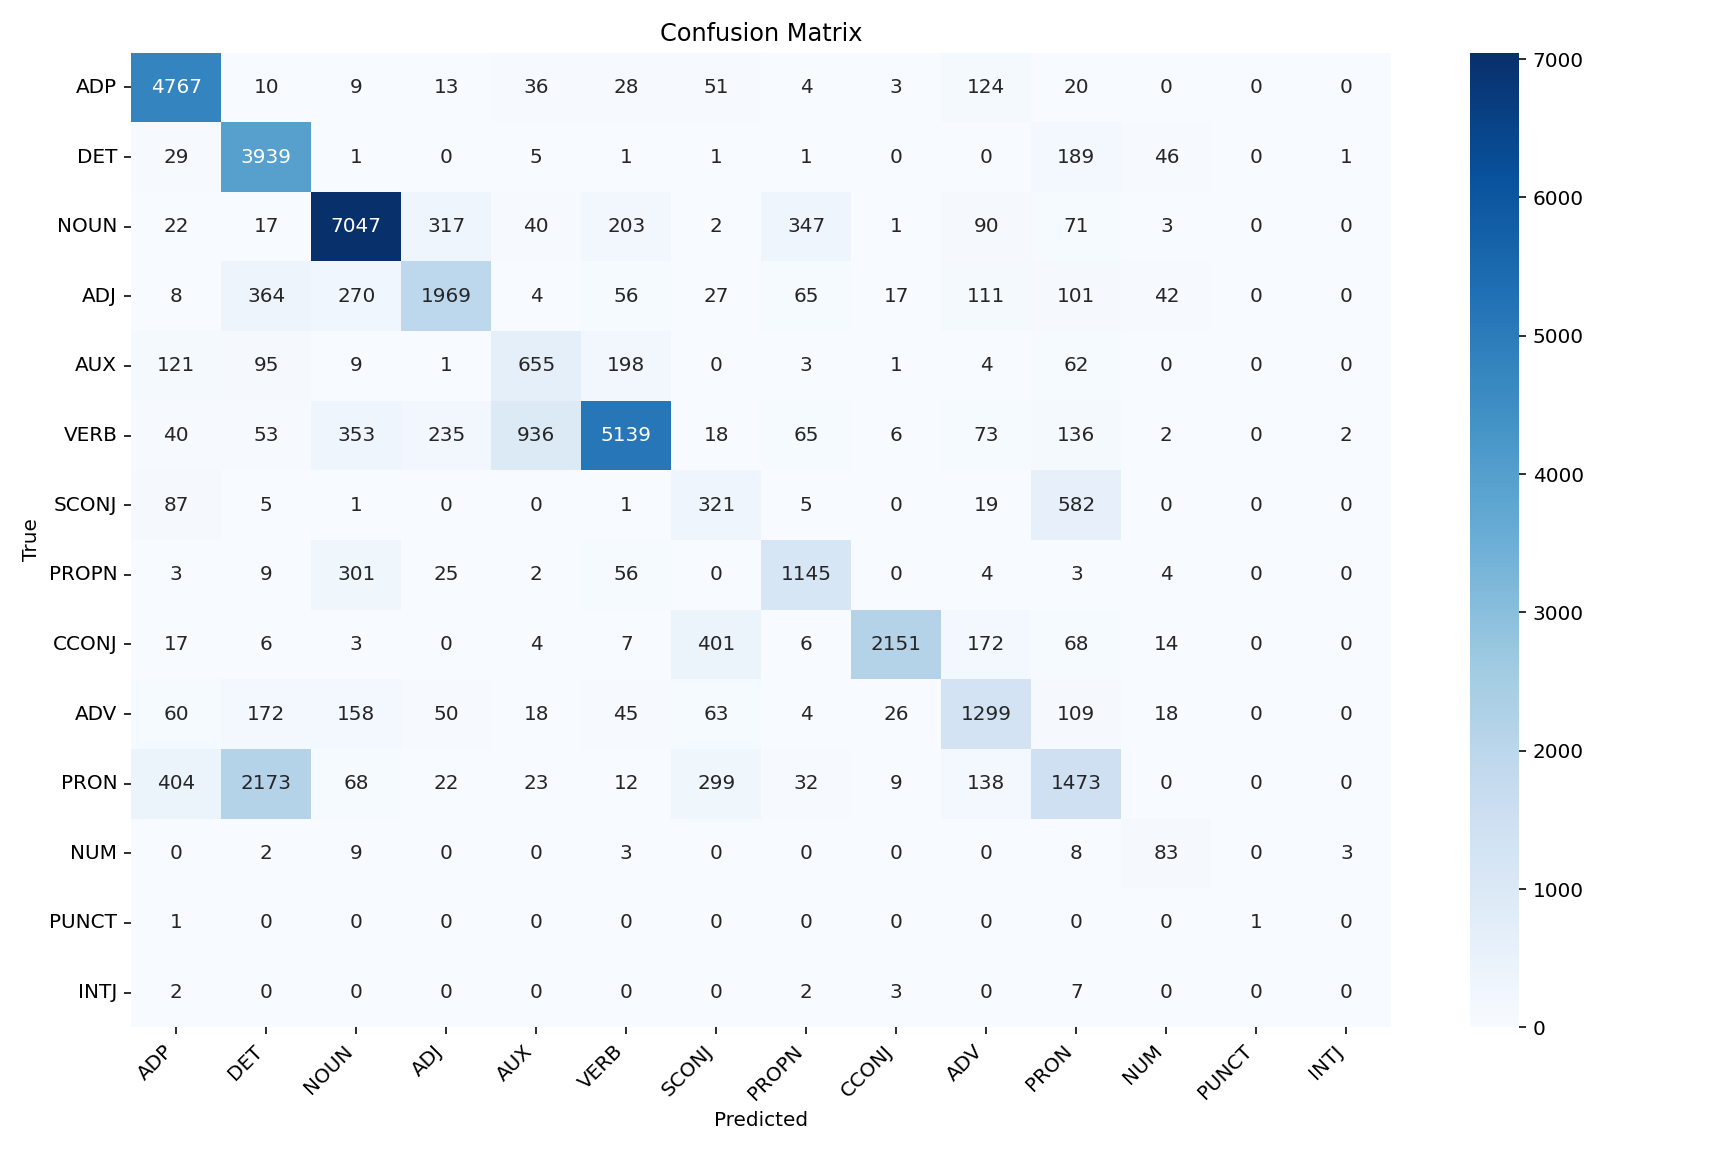 Confusion Matrix
ADP 4767 10 9 13 36 28 51 4 3 124 20 0 0 0
DET 29 3939 1 0 5 1 1 1 0 0 189 46 0 1
NOUN 22 17 7047 317 40 203 2 347 1 90 71 3 0 0
ADJ 8 364 270 1969 4 56 27 65 17 111 101 42 0 0
AUX 121 95 9 1 655 198 0 3 1 4 62 0 0 0
VERB 40 53 353 235 936 5139 18 65 6 73 136 2 0 2
SCONJ 87 5 1 0 0 1 321 5 0 19 582 0 0 0
PROPN 3 9 301 25 2 56 0 1145 0 4 3 4 0 0
CCONJ 17 6 3 0 4 7 401 6 2151 172 68 14 0 0
ADV 60 172 158 50 18 45 63 4 26 1299 109 18 0 0
PRON 404 2173 68 22 23 12 299 32 9 138 1473 0 0 0
NUM 0 2 9 0 0 3 0 0 0 0 8 83 0 3
PUNCT 1 0 0 0 0 0 0 0 0 0 0 0 1 0
INTJ 2 0 0 0 0 0 0 2 3 0 7 0 0 0
ADP DET NOUN ADJ AUX VERB SCONJ PROPN CCONJ ADV PRON NUM PUNCT INTJ
Predicted
True
7000
6000
5000
4000
3000
2000
1000
0